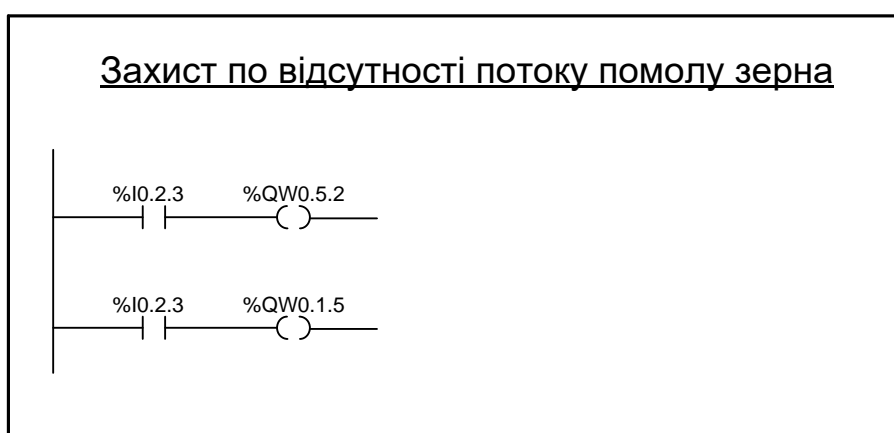 Захист по відсутності потоку помолу зерна
%I0.2.3 %QW0.5.2
%I0.2.3 %QW0.1.5